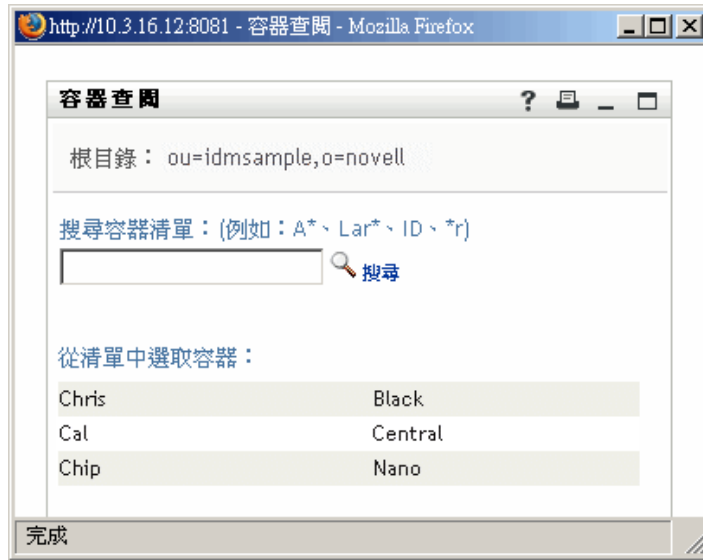 http://10.3.16.12:8081 - 容器查閱 - Mozilla Firefox
容器查閱
根目錄： ou=idmsample,o=novell
搜尋容器清單：(例如：A*、Lar*、ID、*r)
搜尋
從清單中選取容器：
Chris Black
Cal Central
Chip Nano
完成